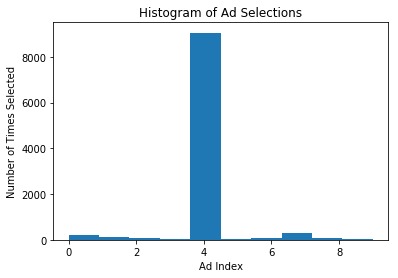 Histogram of Ad Selections
Number of Times Selected
8000
6000
4000
2000
0
0 2 4 6 8
Ad Index